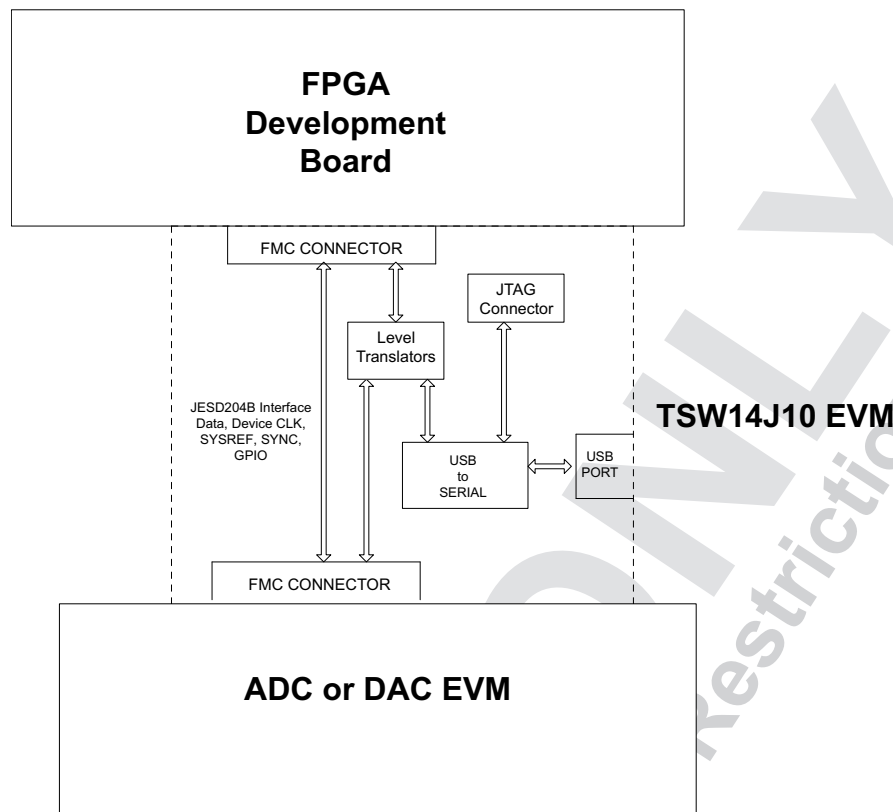 FPGA
Development
Board
FMC CONNECTOR
JTAG
Connector
Level
Translators
JESD204B Interface
Data, Device CLK,
SYSREF, SYNC,
GPIO
TSW14J10 EVM
USB
to
SERIAL
USB
PORT
FMC CONNECTOR
ADC or DAC EVM
ONLY